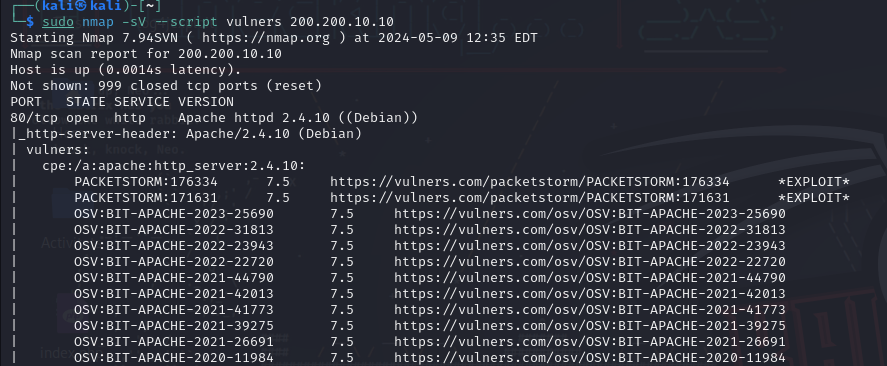 ┌──(kali㉿kali)-[~]
└─$ sudo nmap -sV --script vulners 200.200.10.10
Starting Nmap 7.94SVN ( https://nmap.org ) at 2024-05-09 12:35 EDT
Nmap scan report for 200.200.10.10
Host is up (0.0014s latency).
Not shown: 999 closed tcp ports (reset)
PORT   STATE SERVICE VERSION
80/tcp open  http    Apache httpd 2.4.10 ((Debian))
|_http-server-header: Apache/2.4.10 (Debian)
| vulners:
|   cpe:/a:apache:http_server:2.4.10:
|       PACKETSTORM:176334      7.5     https://vulners.com/packetstorm/PACKETSTORM:176334      *EXPLOIT*
|       PACKETSTORM:171631      7.5     https://vulners.com/packetstorm/PACKETSTORM:171631      *EXPLOIT*
|       OSV:BIT-APACHE-2023-25690       7.5     https://vulners.com/osv/OSV:BIT-APACHE-2023-25690
|       OSV:BIT-APACHE-2022-31813       7.5     https://vulners.com/osv/OSV:BIT-APACHE-2022-31813
|       OSV:BIT-APACHE-2022-23943       7.5     https://vulners.com/osv/OSV:BIT-APACHE-2022-23943
|       OSV:BIT-APACHE-2022-22720       7.5     https://vulners.com/osv/OSV:BIT-APACHE-2022-22720
|       OSV:BIT-APACHE-2021-44790       7.5     https://vulners.com/osv/OSV:BIT-APACHE-2021-44790
|       OSV:BIT-APACHE-2021-42013       7.5     https://vulners.com/osv/OSV:BIT-APACHE-2021-42013
|       OSV:BIT-APACHE-2021-41773       7.5     https://vulners.com/osv/OSV:BIT-APACHE-2021-41773
|       OSV:BIT-APACHE-2021-39275       7.5     https://vulners.com/osv/OSV:BIT-APACHE-2021-39275
|       OSV:BIT-APACHE-2021-26691       7.5     https://vulners.com/osv/OSV:BIT-APACHE-2021-26691
|       OSV:BIT-APACHE-2020-11984       7.5     https://vulners.com/osv/OSV:BIT-APACHE-2020-11984